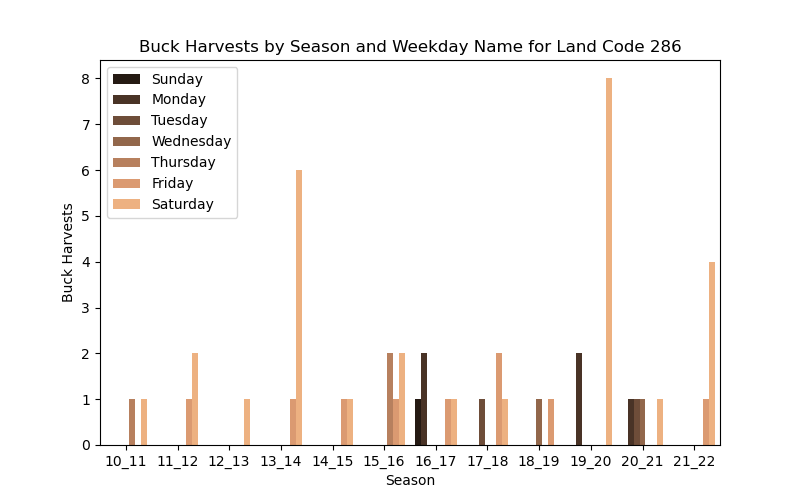 Buck Harvests by Season and Weekday Name for Land Code 286
Sunday
Monday
Tuesday
Wednesday
Thursday
Friday
Saturday
8
7
6
5
4
3
2
1
0
Buck Harvests
10_11 11_12 12_13 13_14 14_15 15_16 16_17 17_18 18_19 19_20 20_21 21_22
Season